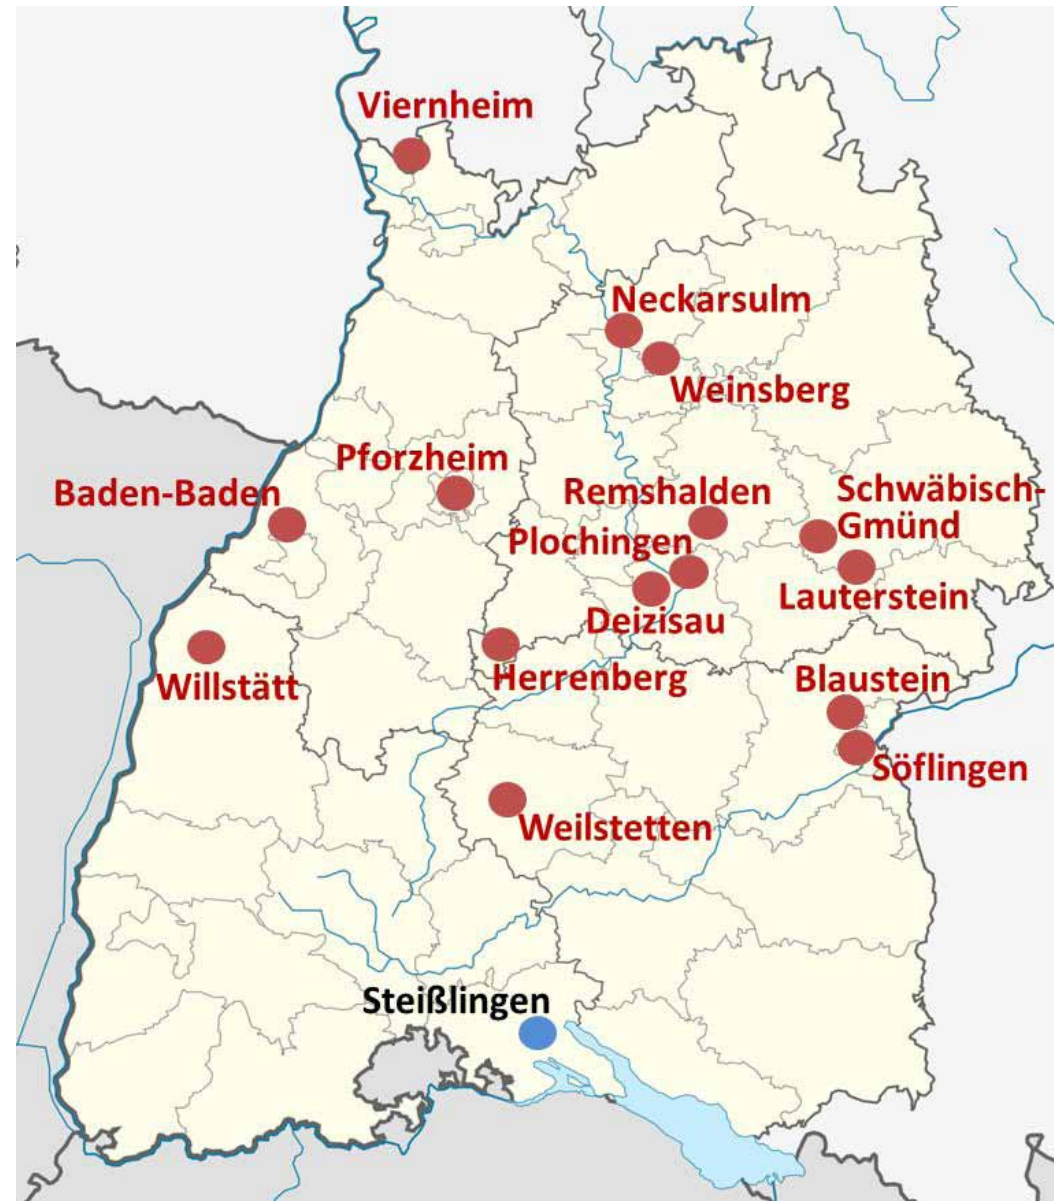 Viernheim
Neckarsulm
Weinsberg
Pforzheim
Baden-Baden
Remshalden
Schwäbisch-
Gmünd
Plochingen
Lauterstein
Deizisau
Herrenberg
Willstätt
Blaustein
Söflingen
Weilstetten
Steißlingen